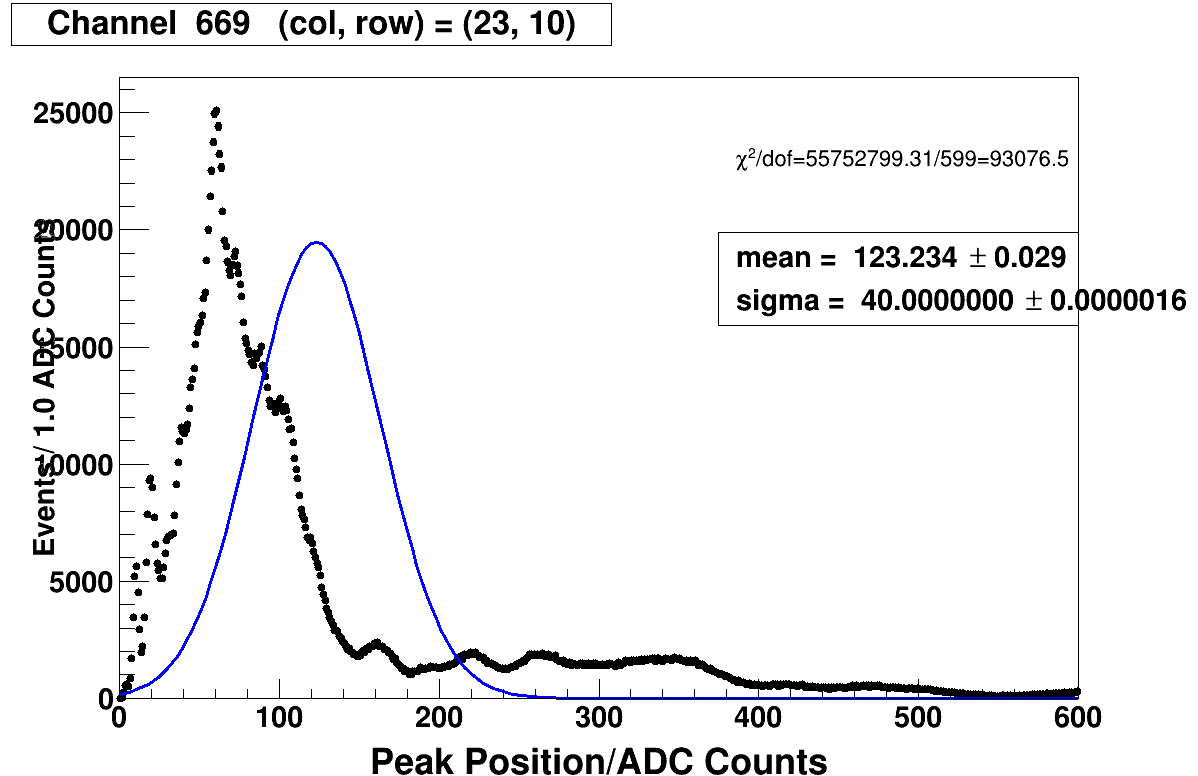 Channel 669 (col, row) = (23, 10)
25000
20000
15000
10000
5000
0
Events / 1.0 ADC Counts
χ²/dof=55752799.31/599=93076.5
mean = 123.234 ± 0.029
sigma = 40.0000000 ± 0.0000016
0 100 200 300 400 500 600
Peak Position/ADC Counts